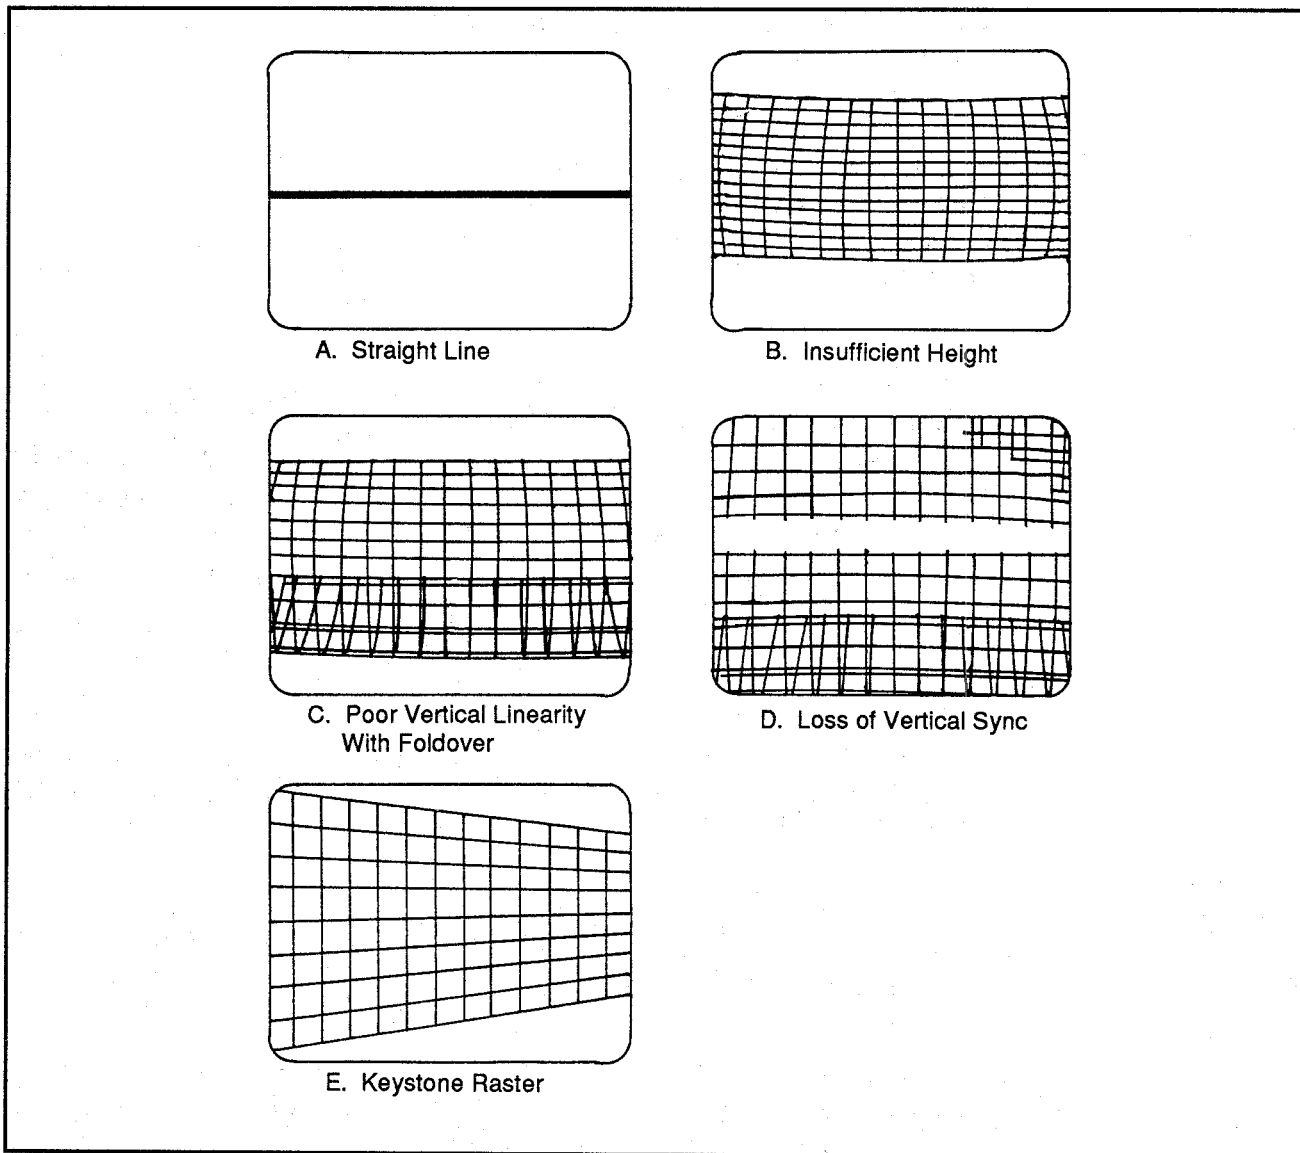 A. Straight Line
B. Insufficient Height
C. Poor Vertical Linearity
With Foldover
D. Loss of Vertical Sync
E. Keystone Raster